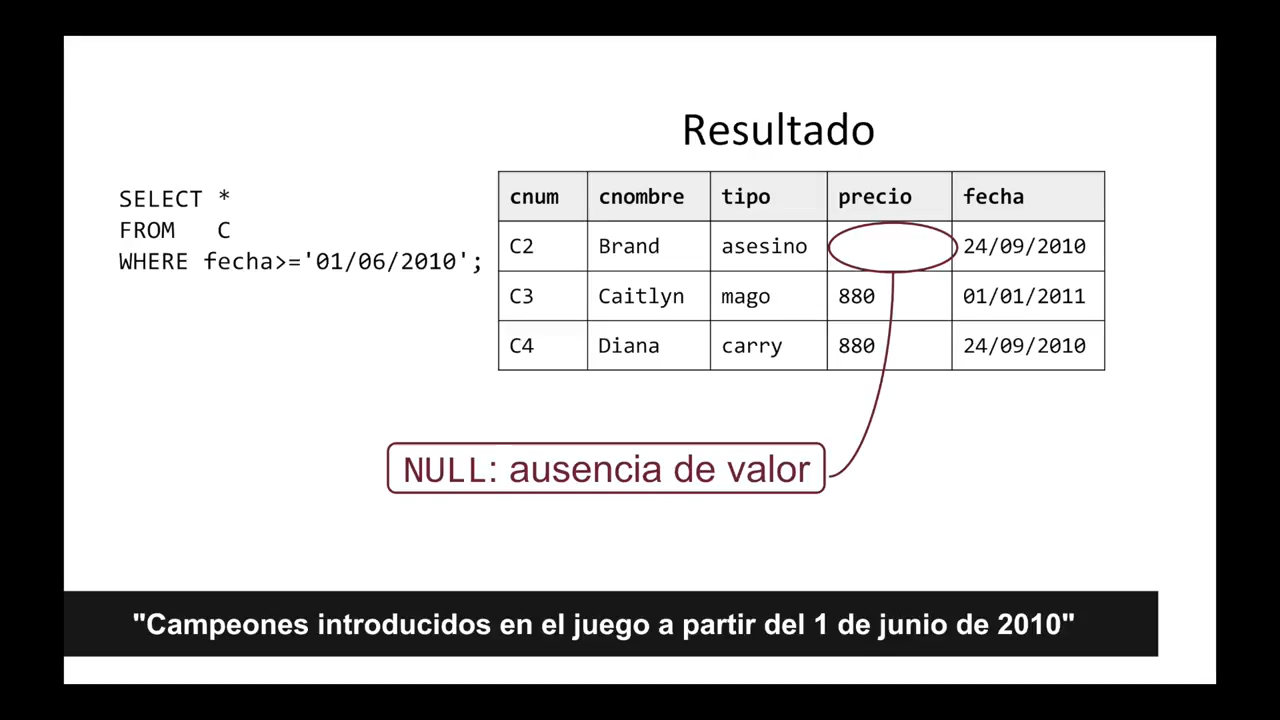 Resultado
SELECT *
FROM   C
WHERE fecha>='01/06/2010';
cnum cnombre tipo precio fecha
C2 Brand asesino 24/09/2010
C3 Caitlyn mago 880 01/01/2011
C4 Diana carry 880 24/09/2010
NULL: ausencia de valor
"Campeones introducidos en el juego a partir del 1 de junio de 2010"